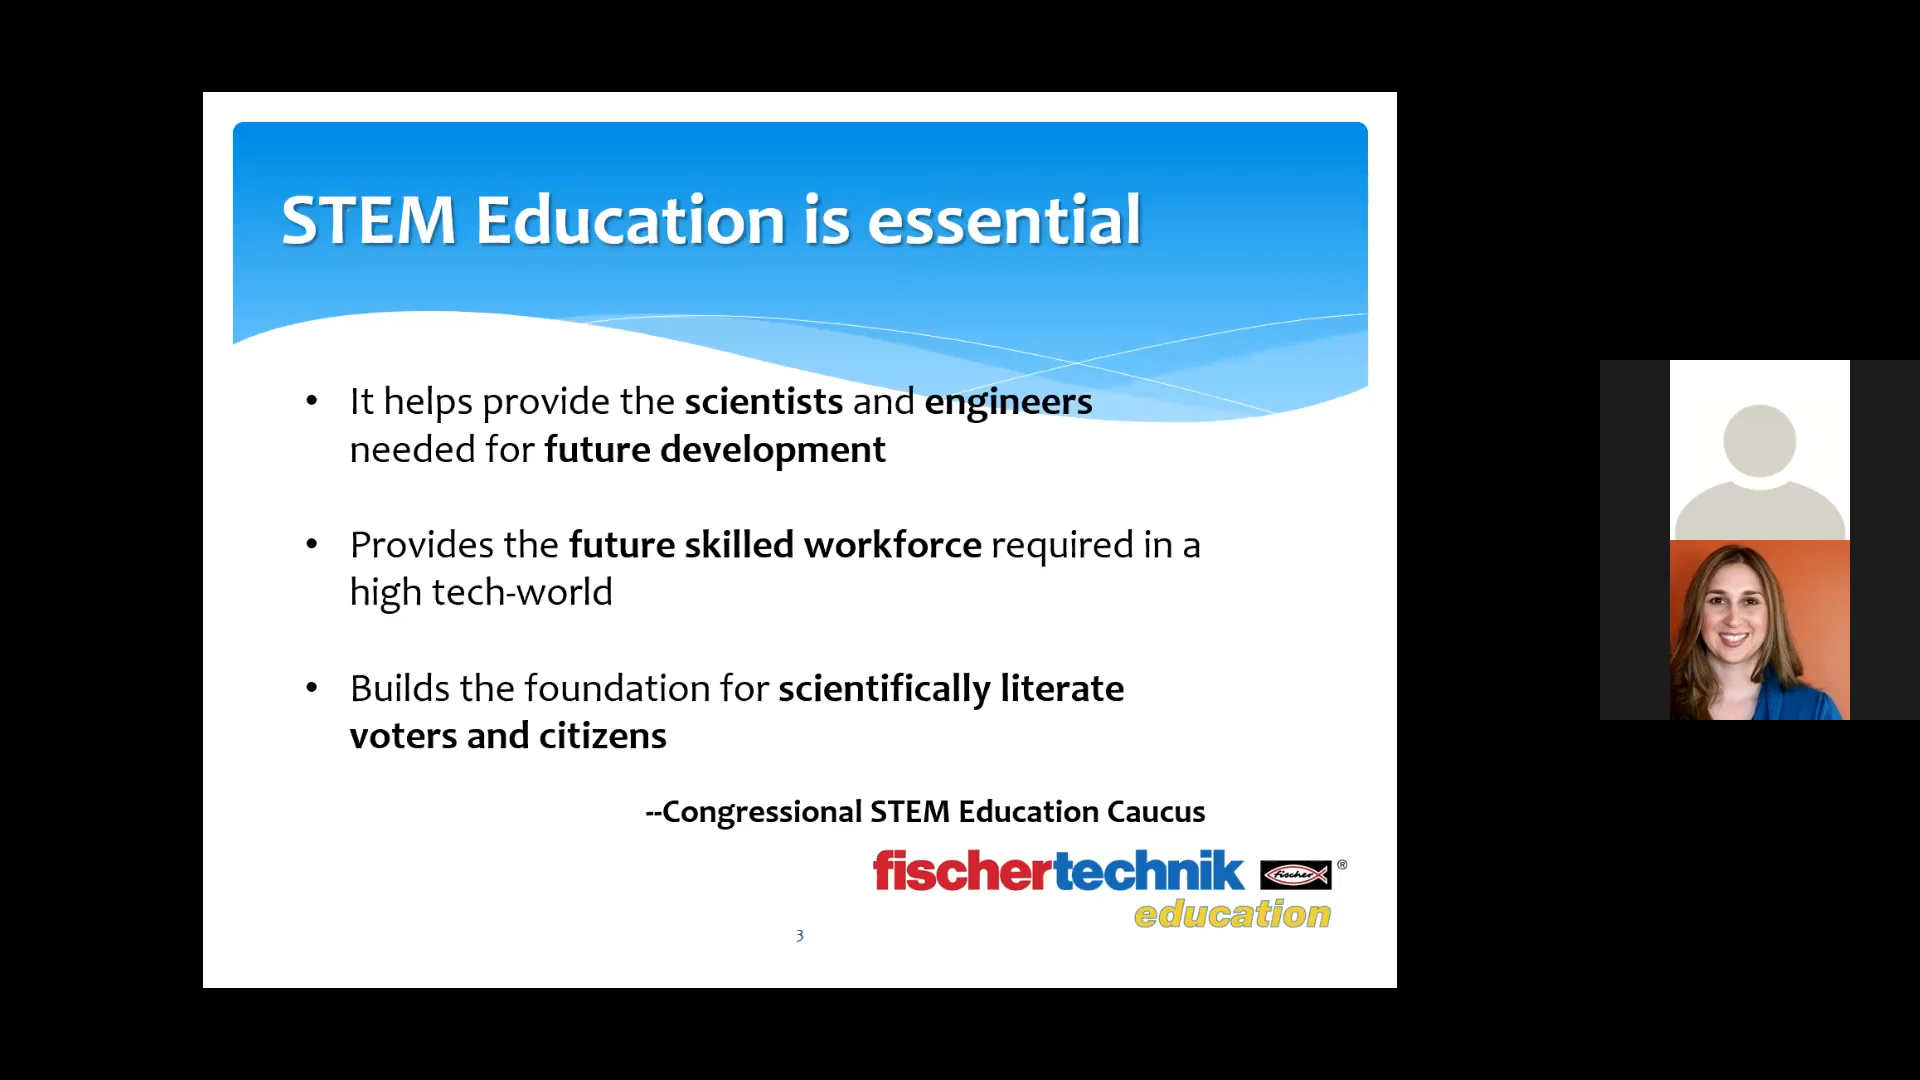 STEM Education is essential
• It helps provide the scientists and engineers
needed for future development
• Provides the future skilled workforce required in a
high tech-world
• Builds the foundation for scientifically literate
voters and citizens
--Congressional STEM Education Caucus
fischertechnik fischer ®
education
3